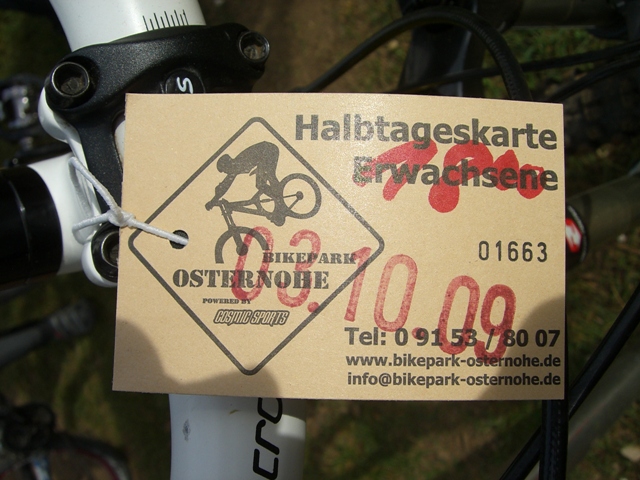 Halbtageskarte
Erwachsene
01663
BIKEPARK
OSTERNOHE
POWERED BY
COSMIC SPORTS
03.10.09
Tel: 0 91 53 / 80 07
www.bikepark-osternohe.de
info@bikepark-osternohe.de
cro